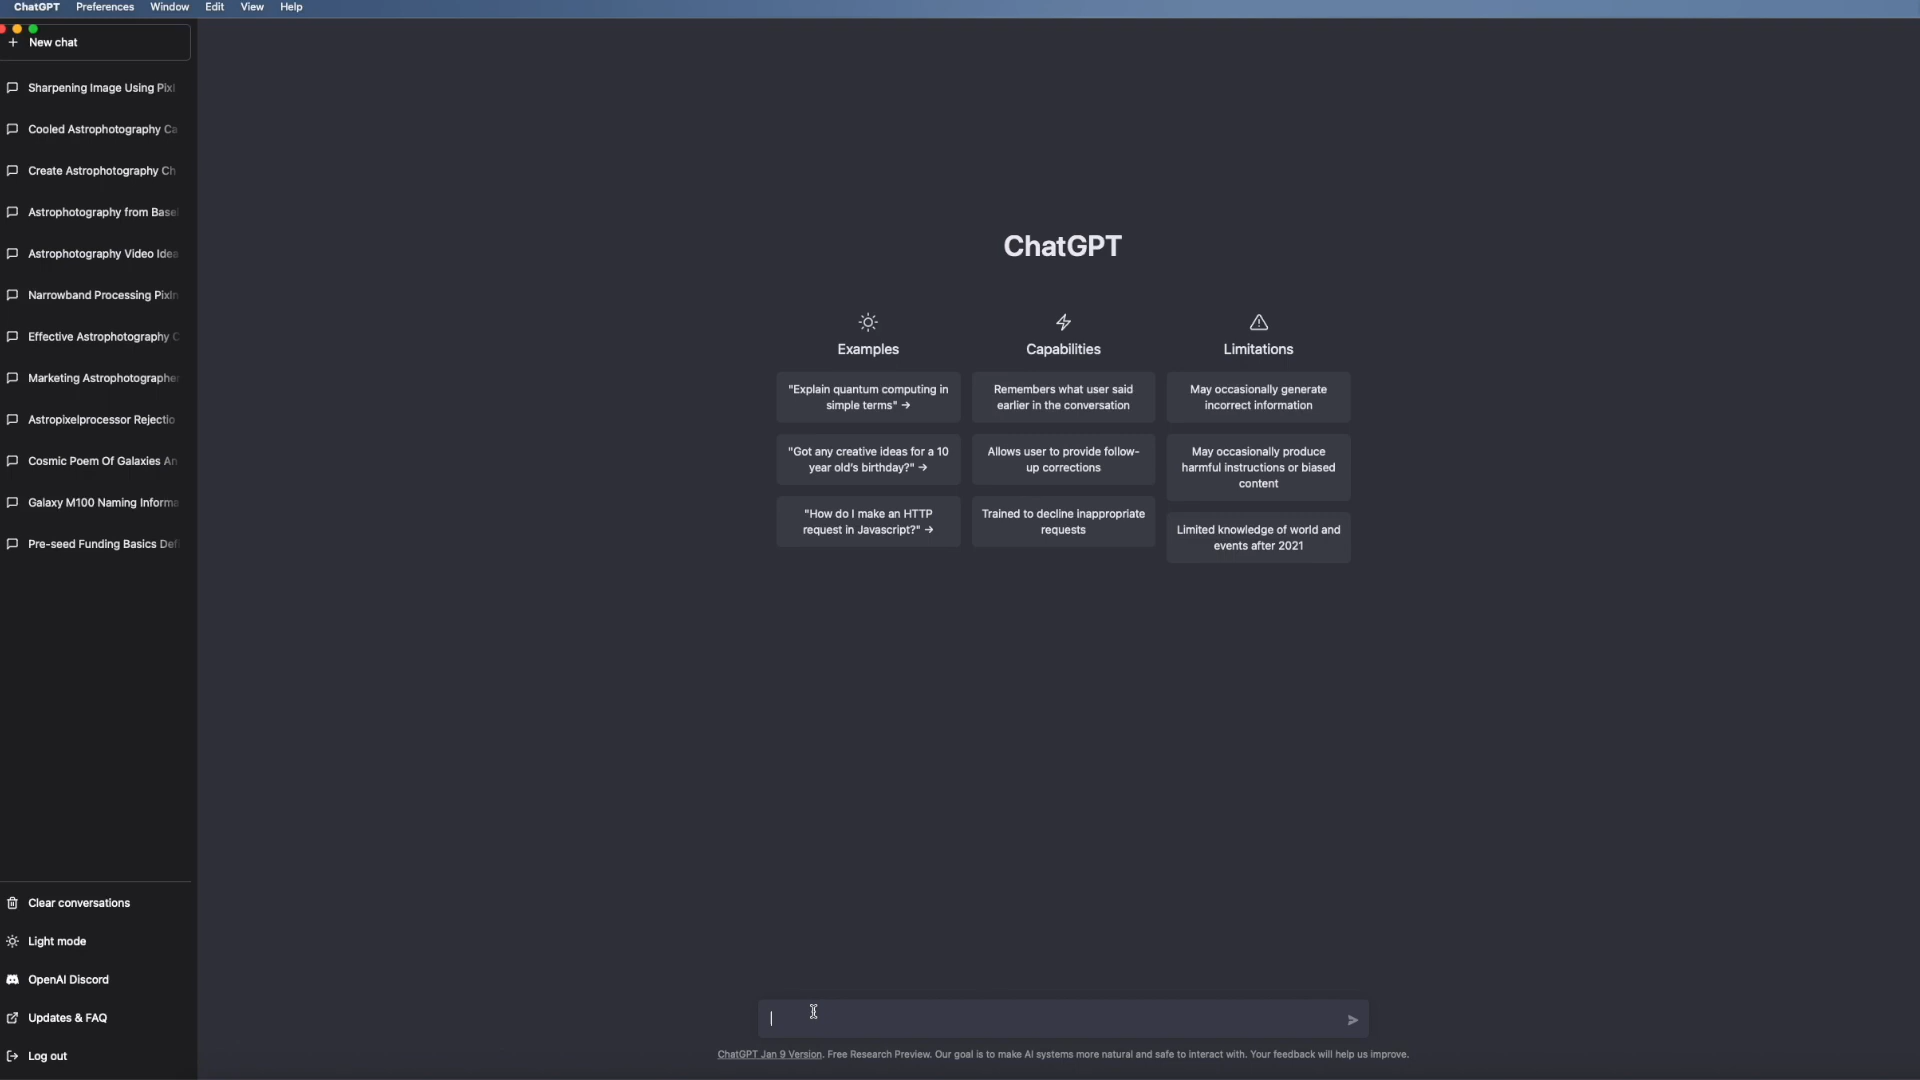 ChatGPT Preferences Window Edit View Help
New chat
Sharpening Image Using Pixl
Cooled Astrophotography Ca
Create Astrophotography Ch
Astrophotography from Base
Astrophotography Video Idea
Narrowband Processing PixIn
Effective Astrophotography C
Marketing Astrophotographe
Astropixelprocessor Rejectio
Cosmic Poem Of Galaxies An
Galaxy M100 Naming Informa
Pre-seed Funding Basics Def
Clear conversations
Light mode
OpenAI Discord
Updates & FAQ
Log out
ChatGPT
Examples
"Explain quantum computing in
simple terms" →
"Got any creative ideas for a 10
year old's birthday?" →
"How do I make an HTTP
request in Javascript?" →
Capabilities
Remembers what user said
earlier in the conversation
Allows user to provide follow-
up corrections
Trained to decline inappropriate
requests
Limitations
May occasionally generate
incorrect information
May occasionally produce
harmful instructions or biased
content
Limited knowledge of world and
events after 2021
ChatGPT Jan 9 Version. Free Research Preview. Our goal is to make AI systems more natural and safe to interact with. Your feedback will help us improve.